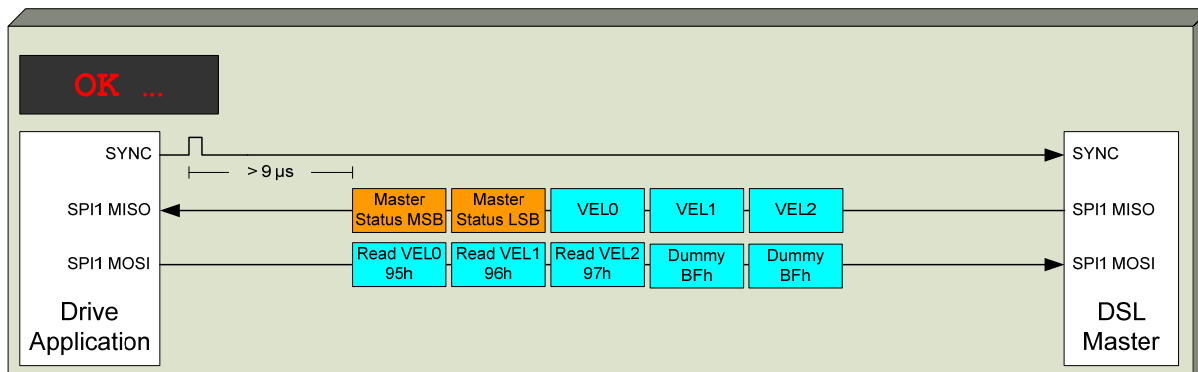 OK ...
SYNC
> 9 µs
SYNC
SPI1 MISO
Master
Status MSB
Master
Status LSB
VEL0
VEL1
VEL2
SPI1 MISO
SPI1 MOSI
Read VEL0
95h
Read VEL1
96h
Read VEL2
97h
Dummy
BFh
Dummy
BFh
SPI1 MOSI
Drive
Application
DSL
Master